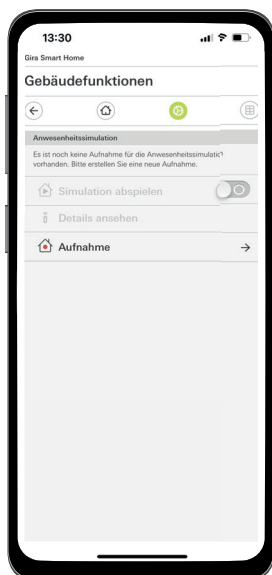 13:30
Gira Smart Home
Gebäudefunktionen
Anwesenheitssimulation
Es ist noch keine Aufnahme für die Anwesenheitssimulatic
vorhanden. Bitte erstellen Sie eine neue Aufnahme.
Simulation abspielen
Details ansehen
Aufnahme